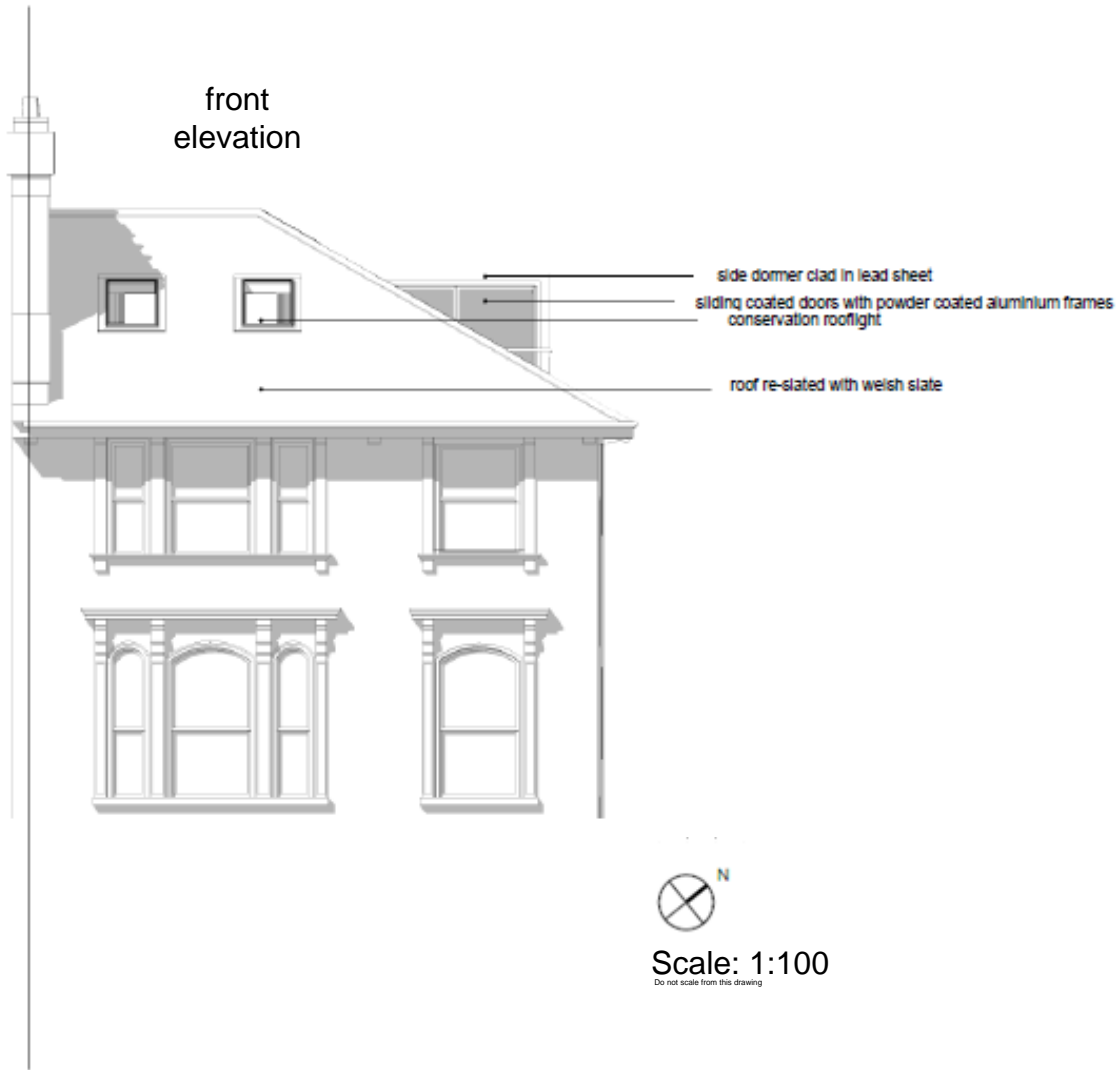 front
elevation
side dormer clad in lead sheet
sliding coated doors with powder coated aluminium frames
conservation rooflight
roof re-slated with welsh slate
N
Scale: 1:100
Do not scale from this drawing